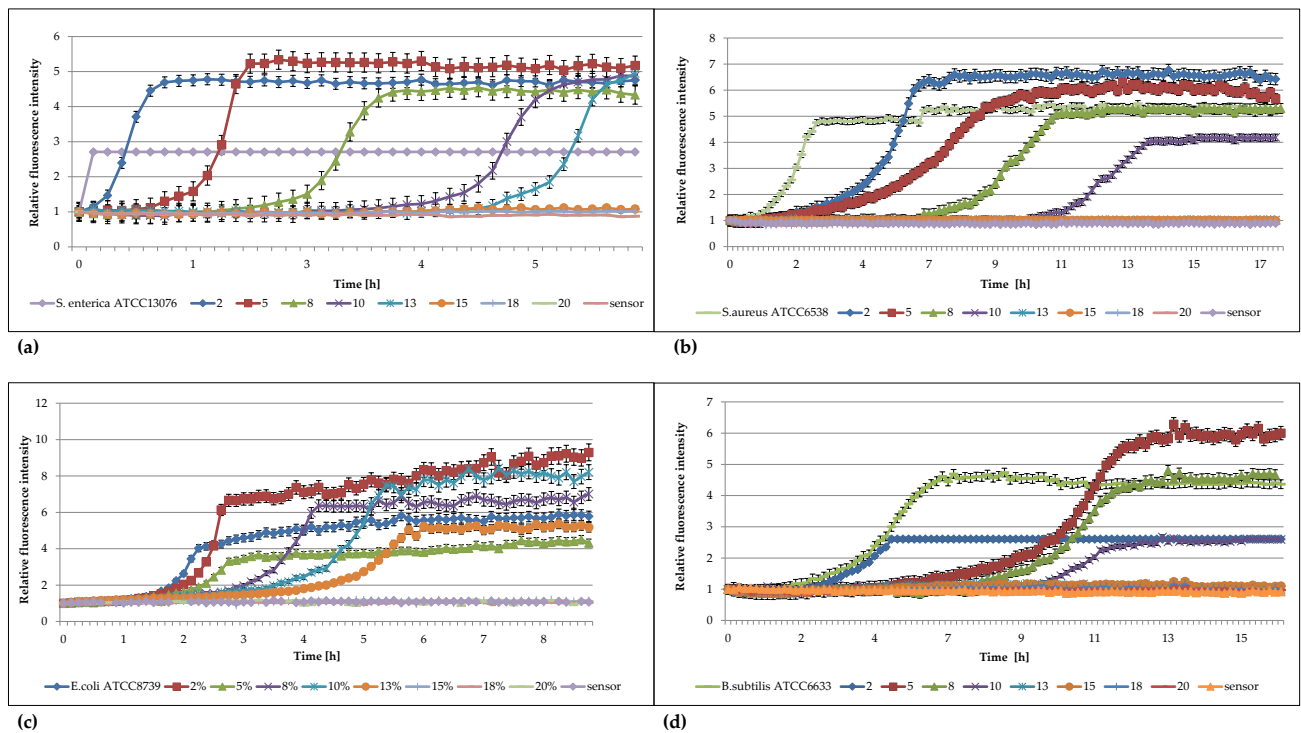 Relative fluorescence intensity
6
5
4
3
2
1
0
0 1 3 4 5
Time [h]
S. enterica ATCC13076 2 5 8 10 13 15 18 20 sensor
(a)
Relative fluorescence intensity
8
7
6
5
4
3
2
1
0
0 2 4 7 9 11 13 15 17
Time [h]
S.aureus ATCC6538 2 5 8 10 13 15 18 20 sensor
(b)
Relative fluorescence intensity
12
10
8
6
4
2
0
0 1 2 3 4 5 6 7 8
Time [h]
E.coli ATCC8739 2% 5% 8% 10% 13% 15% 18% 20% sensor
(c)
Relative fluorescence intensity
7
6
5
4
3
2
1
0
0 2 4 6 9 11 13 15
Time [h]
B.subtilis ATCC6633 2 5 8 10 13 15 18 20 sensor
(d)